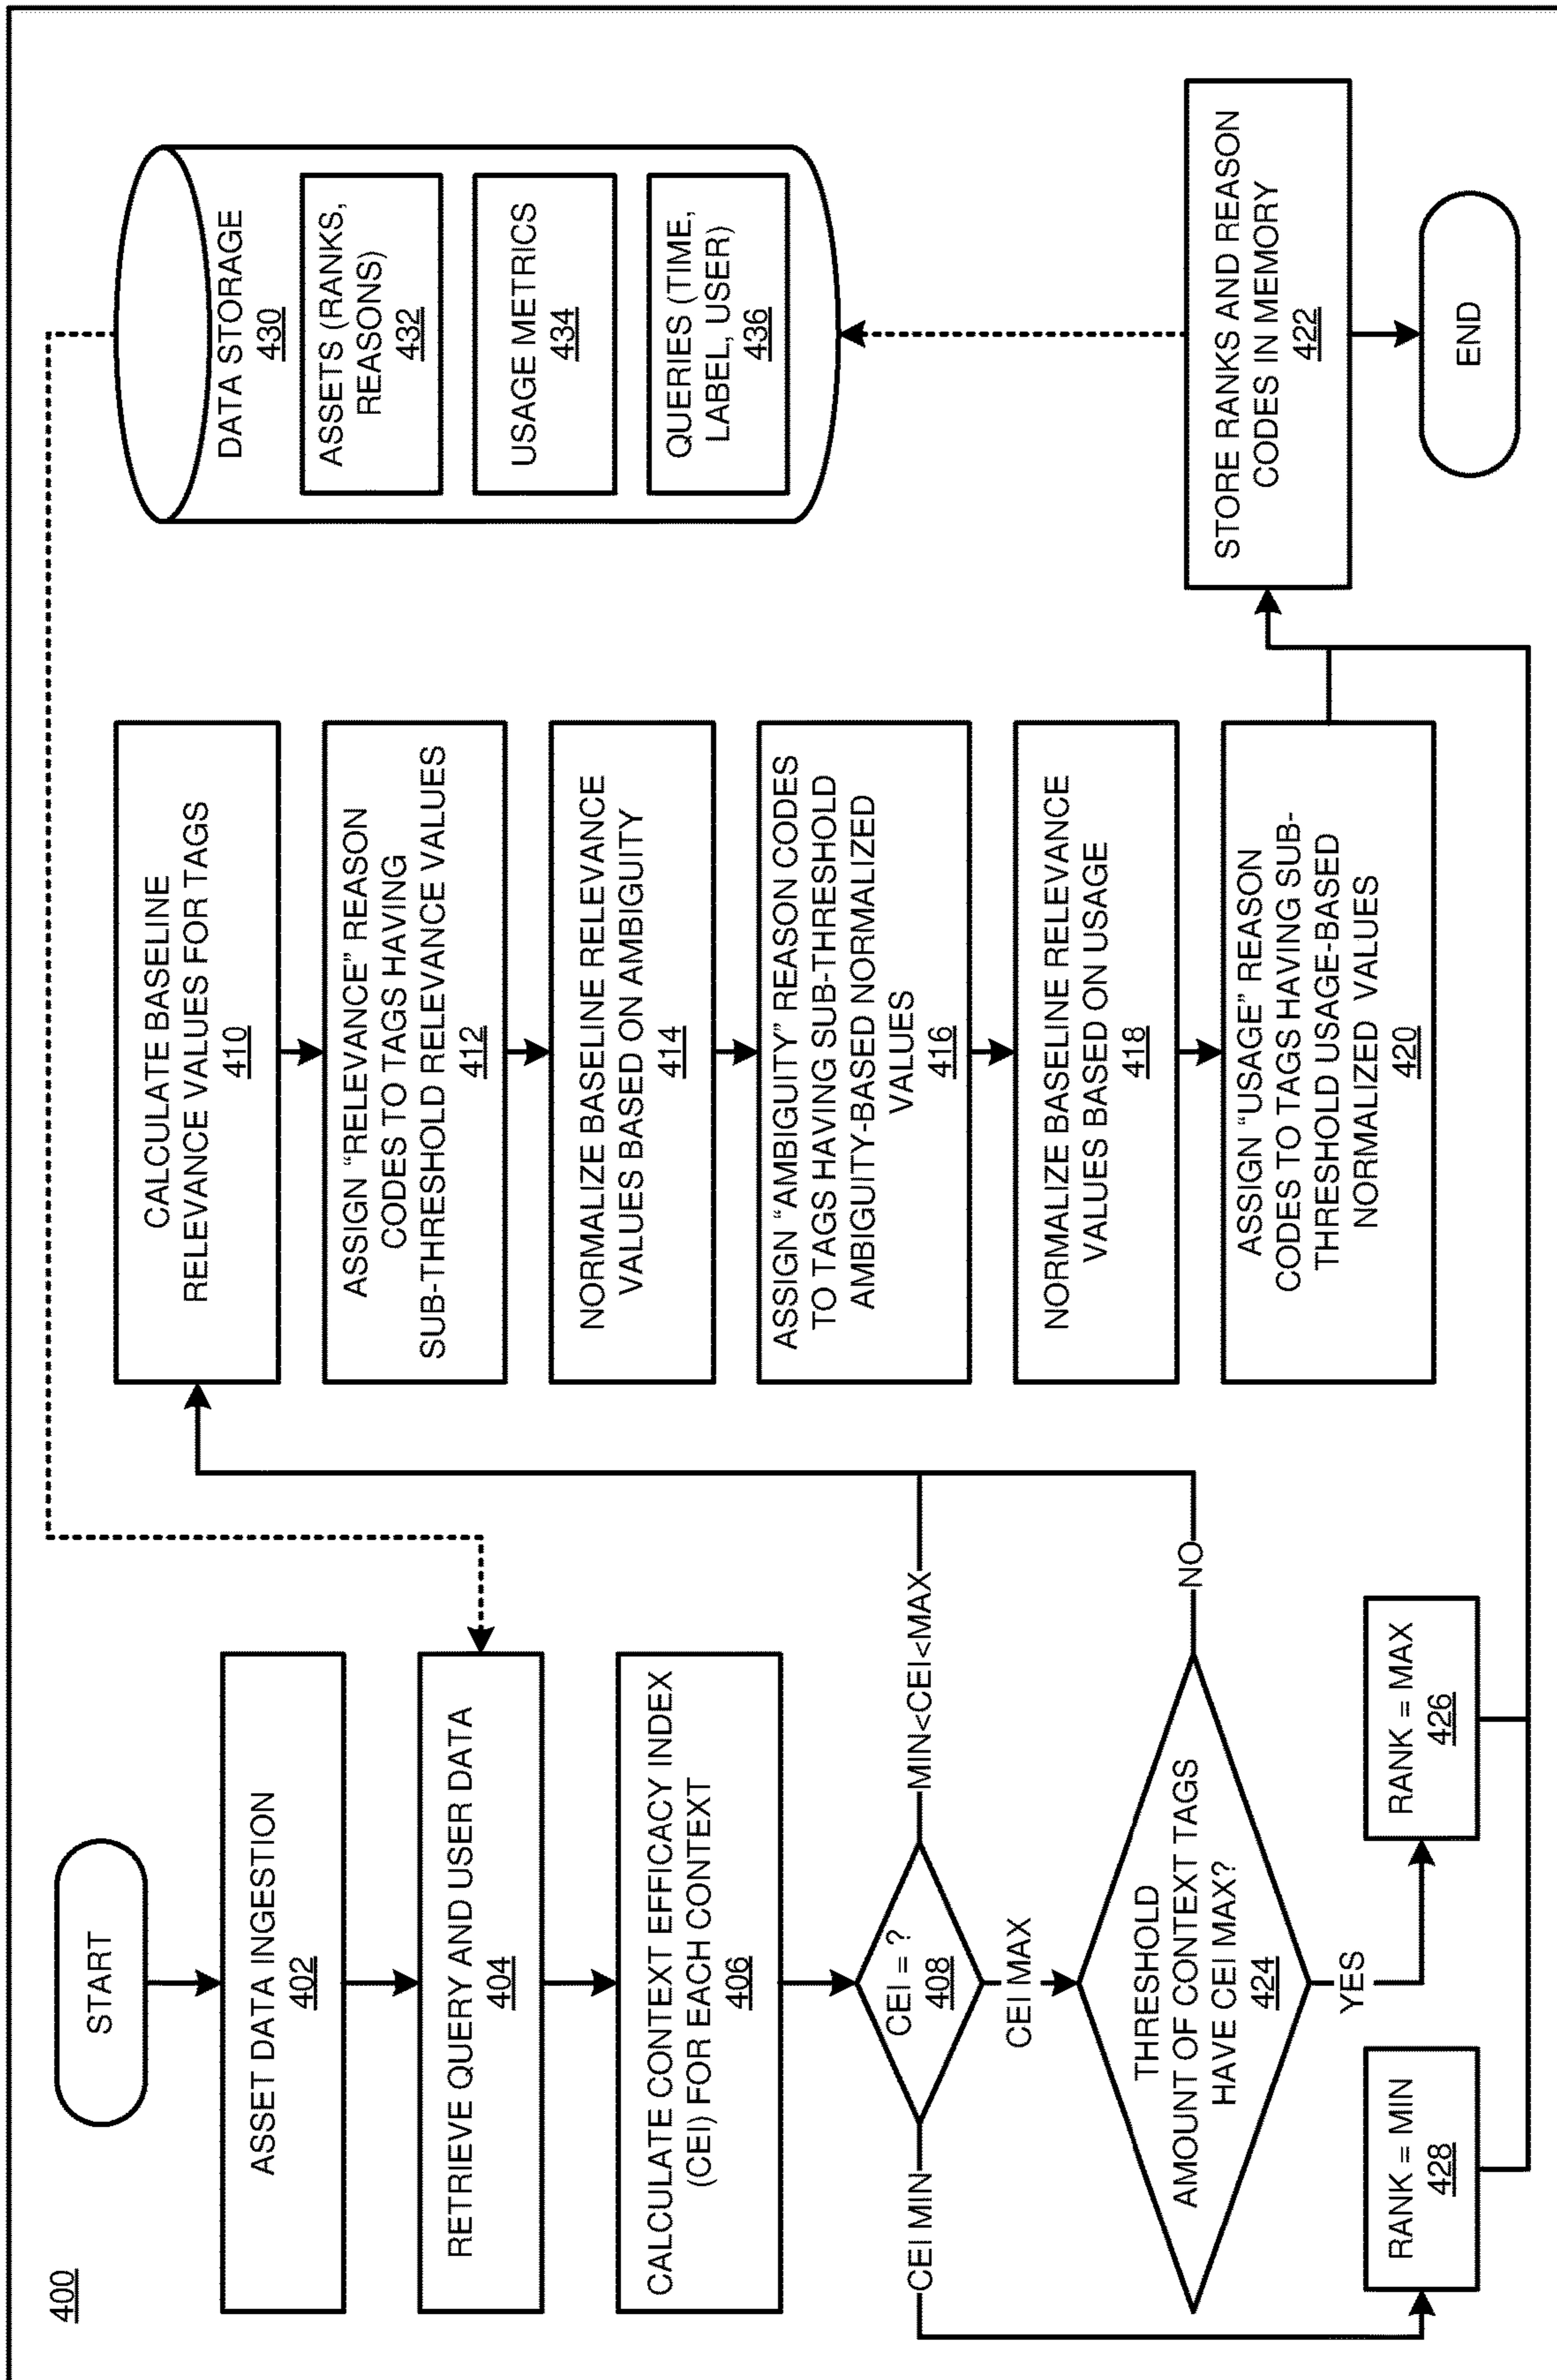 400
START
ASSET DATA INGESTION
402
RETRIEVE QUERY AND USER DATA
404
CALCULATE CONTEXT EFFICACY INDEX
(CEI) FOR EACH CONTEXT
406
CEI = ?
408
CEI MIN
MIN<CEI<MAX
CEI MAX
THRESHOLD
AMOUNT OF CONTEXT TAGS
HAVE CEI MAX?
424
NO
YES
RANK = MIN
428
RANK = MAX
426
CALCULATE BASELINE
RELEVANCE VALUES FOR TAGS
410
ASSIGN “RELEVANCE” REASON
CODES TO TAGS HAVING
SUB-THRESHOLD RELEVANCE VALUES
412
NORMALIZE BASELINE RELEVANCE
VALUES BASED ON AMBIGUITY
414
ASSIGN “AMBIGUITY” REASON CODES
TO TAGS HAVING SUB-THRESHOLD
AMBIGUITY-BASED NORMALIZED
VALUES
416
NORMALIZE BASELINE RELEVANCE
VALUES BASED ON USAGE
418
ASSIGN “USAGE” REASON
CODES TO TAGS HAVING SUB-
THRESHOLD USAGE-BASED
NORMALIZED VALUES
420
DATA STORAGE
430
ASSETS (RANKS,
REASONS)
432
USAGE METRICS
434
QUERIES (TIME,
LABEL, USER)
436
STORE RANKS AND REASON
CODES IN MEMORY
422
END